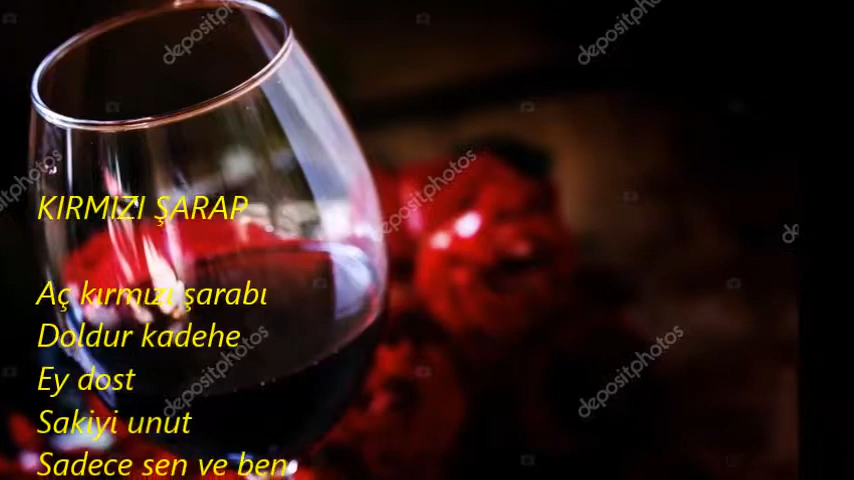 depositphotos
depositphotos
depositphotos
depositphotos
KIRMIZI ŞARAP
Aç kırmızı şarabı
Doldur kadehe
depositphotos
depositphotos
Ey dost
Sakiyi unut
Sadece sen ve ben